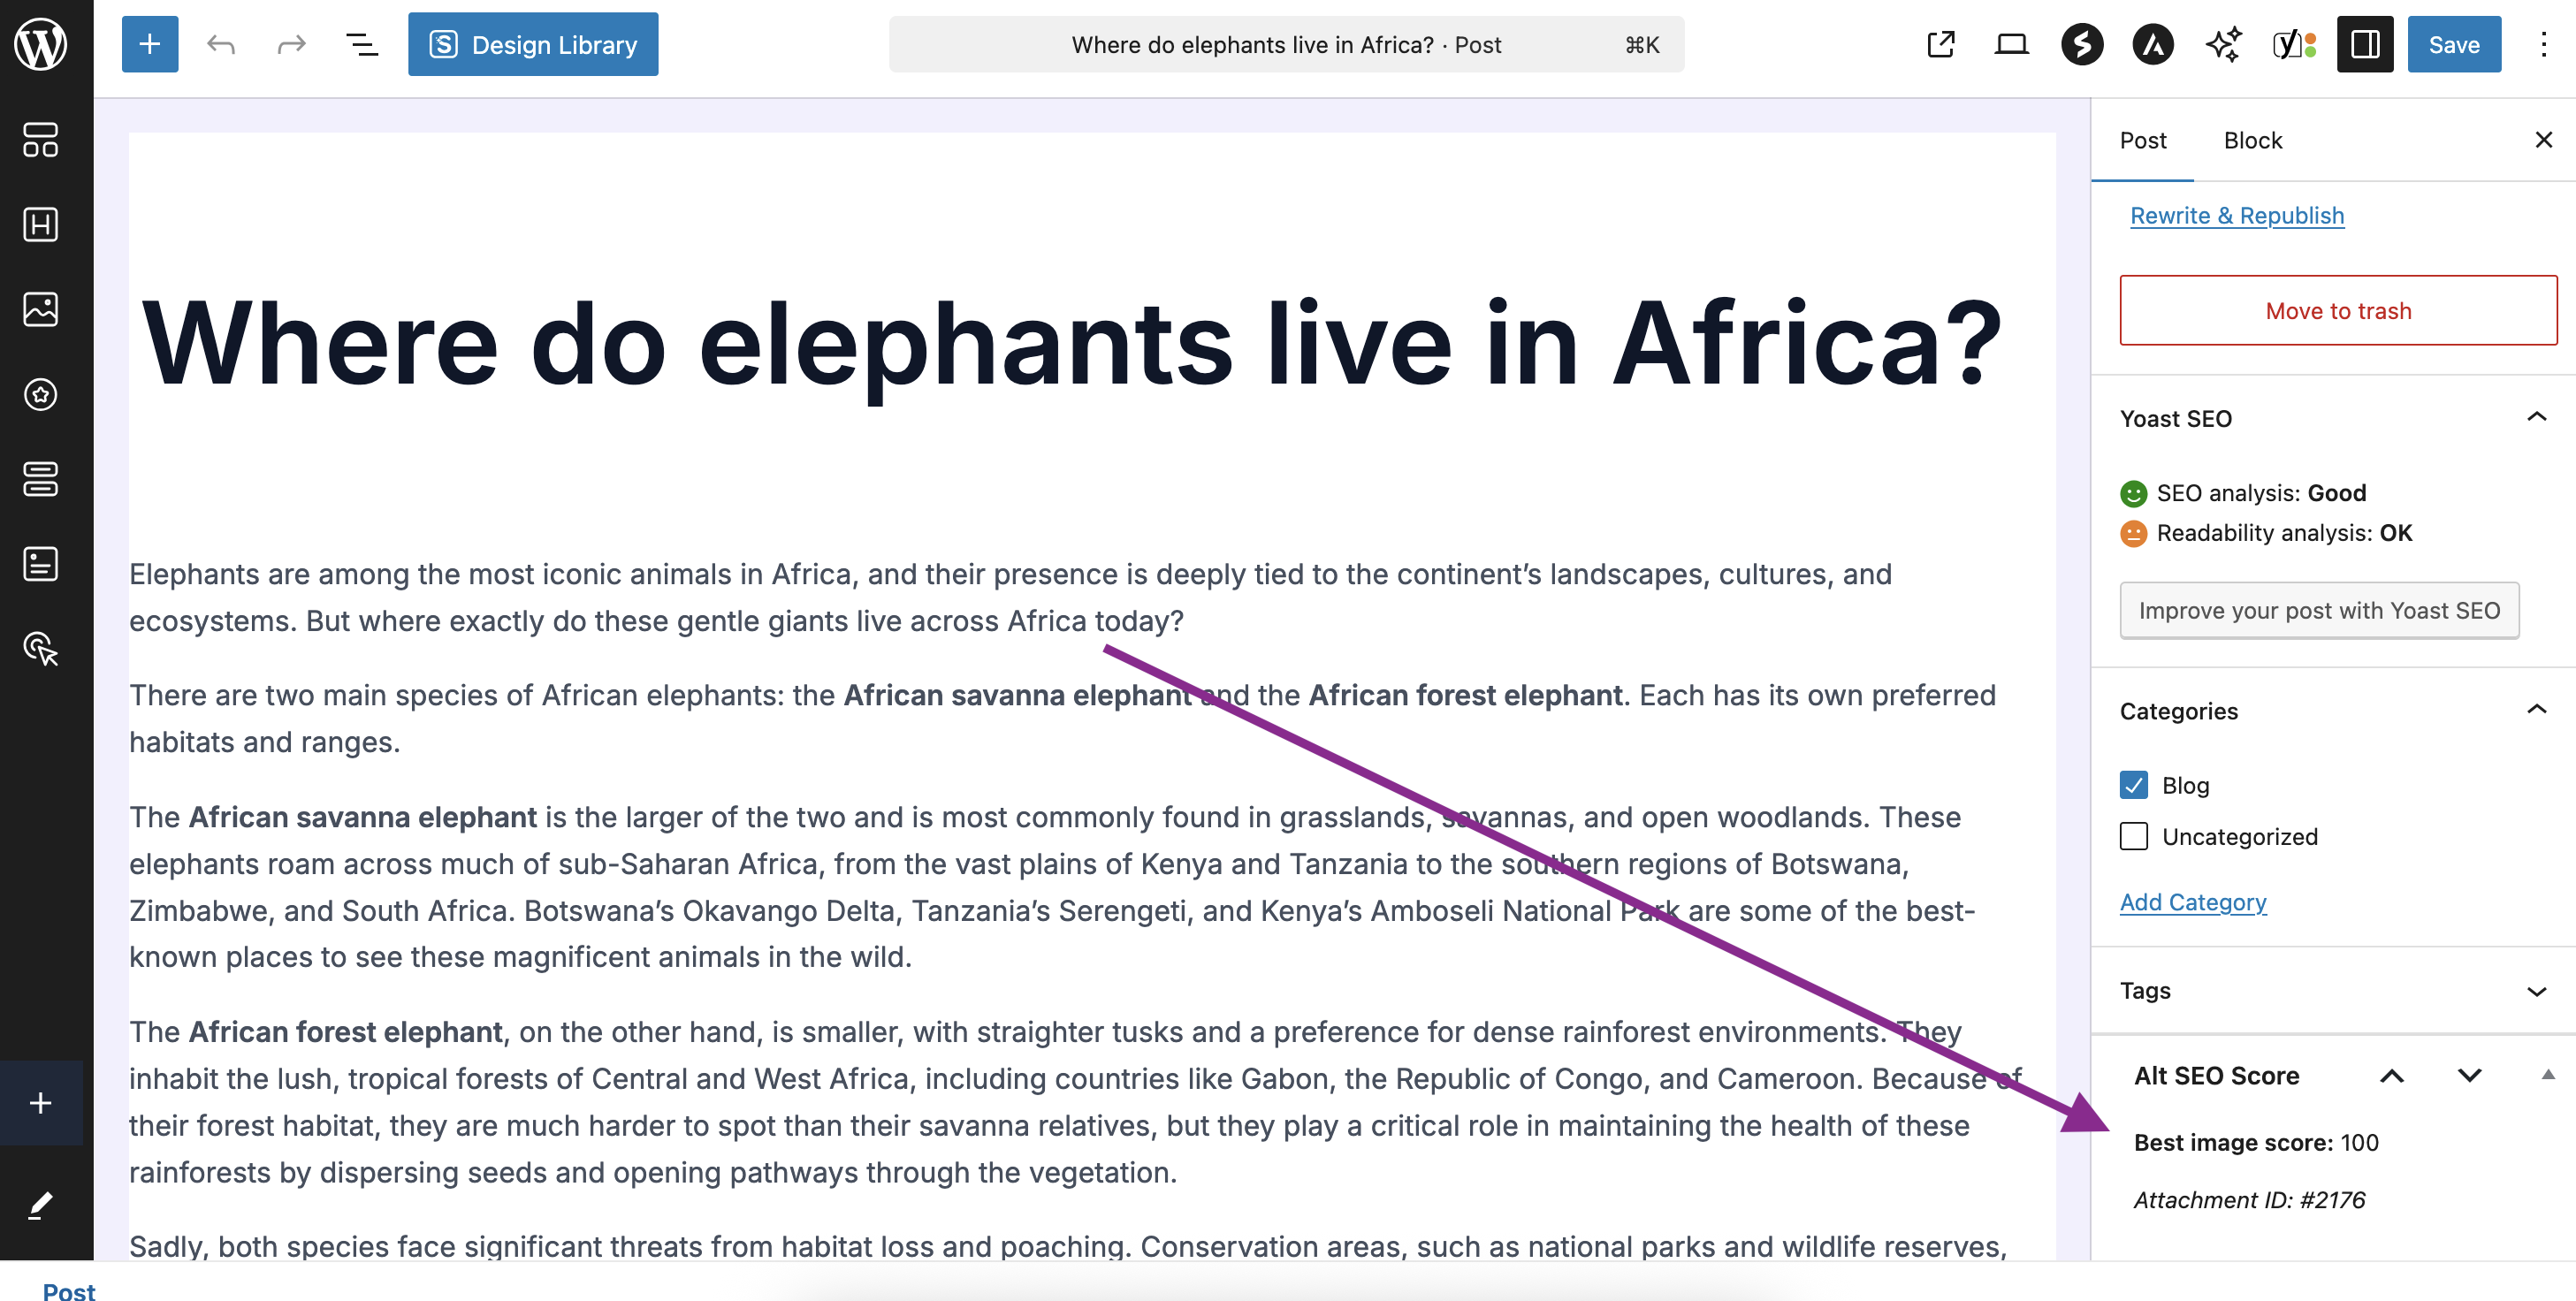 Design Library
Where do elephants live in Africa? · Post
⌘K
Save
Post
Block
Rewrite & Republish
Move to trash
Yoast SEO
SEO analysis: Good
Readability analysis: OK
Improve your post with Yoast SEO
Categories
Blog
Uncategorized
Add Category
Tags
Alt SEO Score
Best image score: 100
Attachment ID: #2176
Where do elephants live in Africa?
Elephants are among the most iconic animals in Africa, and their presence is deeply tied to the continent’s landscapes, cultures, and
ecosystems. But where exactly do these gentle giants live across Africa today?
There are two main species of African elephants: the African savanna elephant and the African forest elephant. Each has its own preferred
habitats and ranges.
The African savanna elephant is the larger of the two and is most commonly found in grasslands, savannas, and open woodlands. These
elephants roam across much of sub-Saharan Africa, from the vast plains of Kenya and Tanzania to the southern regions of Botswana,
Zimbabwe, and South Africa. Botswana’s Okavango Delta, Tanzania’s Serengeti, and Kenya’s Amboseli National Park are some of the best-
known places to see these magnificent animals in the wild.
The African forest elephant, on the other hand, is smaller, with straighter tusks and a preference for dense rainforest environments. They
inhabit the lush, tropical forests of Central and West Africa, including countries like Gabon, the Republic of Congo, and Cameroon. Because of
their forest habitat, they are much harder to spot than their savanna relatives, but they play a critical role in maintaining the health of these
rainforests by dispersing seeds and opening pathways through the vegetation.
Sadly, both species face significant threats from habitat loss and poaching. Conservation areas, such as national parks and wildlife reserves,
Post